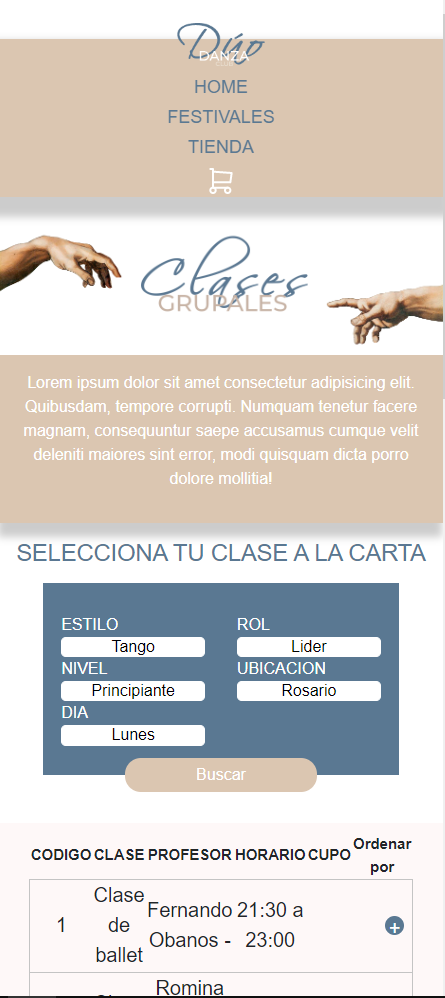 Dúo
DANZA
HOME
FESTIVALES
TIENDA
Clases
GRUPALES
Lorem ipsum dolor sit amet consectetur adipisicing elit.
Quibusdam, tempore corrupti. Numquam tenetur facere
magnam, consequuntur saepe accusamus cumque velit
deleniti maiores sint error, modi quisquam dicta porro
dolore mollitia!
SELECCIONA TU CLASE A LA CARTA
ESTILO ROL
Tango Lider
NIVEL UBICACION
Principiante Rosario
DIA
Lunes
Buscar
CODIGO CLASE PROFESOR HORARIO CUPO Ordenar
por
1 Clase de ballet Fernando Obanos - 21:30 a 23:00 +
Romina